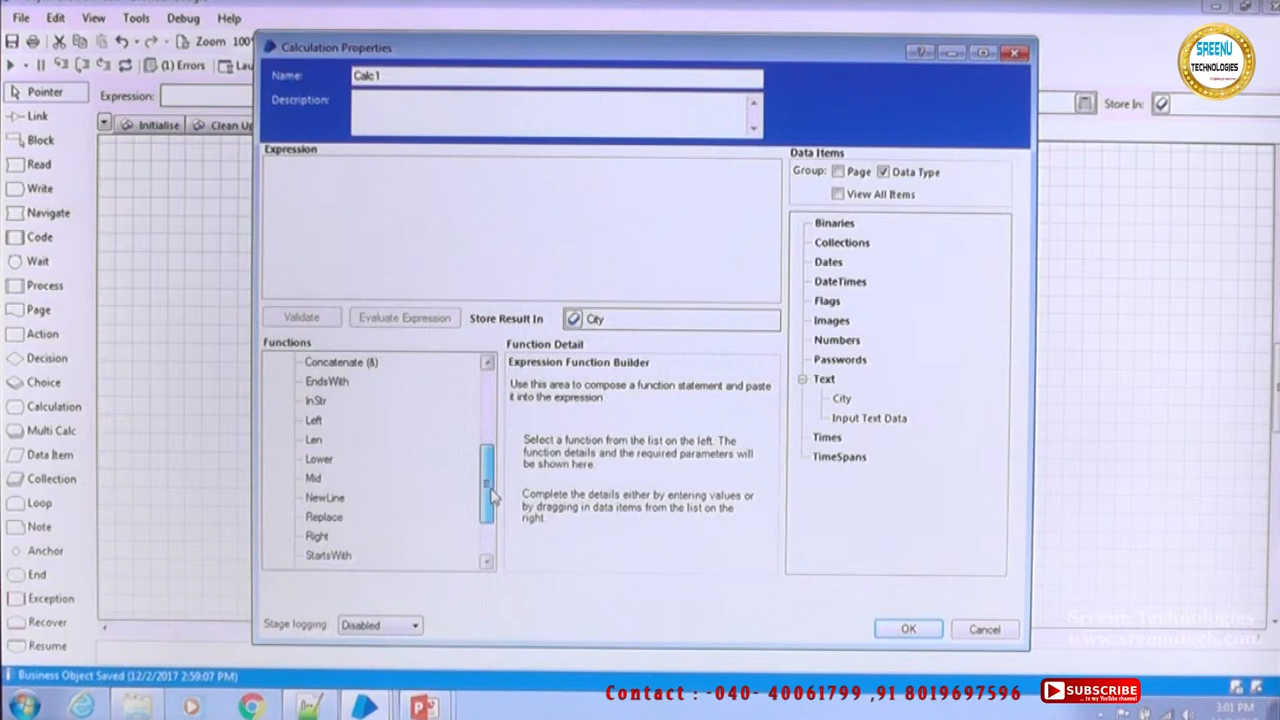 File Edit View Tools Debug Help
Zoom 100
(1) Errors
Pointer
Expression:
Store In:
Link
Initialise
Clean Up
Block
Read
Write
Navigate
Code
Wait
Process
Page
Action
Decision
Choice
Calculation
Multi Calc
Data Item
Collection
Loop
Note
Anchor
End
Exception
Recover
Resume
Calculation Properties
Name:
Calc1
Description:
Expression
Validate
Evaluate Expression
Store Result In
City
Functions
Concatenate (&)
EndsWith
InStr
Left
Len
Lower
Mid
NewLine
Replace
Right
StartsWith
Function Detail
Expression Function Builder
Use this area to compose a function statement and paste
it into the expression
Select a function from the list on the left. The
function details and the required parameters will
be shown here.
Complete the details either by entering values or
by dragging in data items from the list on the
right.
Data Items
Group: Page Data Type
View All Items
Binaries
Collections
Dates
DateTimes
Flags
Images
Numbers
Passwords
Text
City
Input Text Data
Times
TimeSpans
Stage logging:
Disabled
OK
Cancel
Business Object Saved (12/2/2017 2:59:07 PM)
3:01 PM
SREENU
TECHNOLOGIES
Sreenu Technologies
www.sreenutech.com
Contact : -040- 40061799 ,91 8019697596
SUBSCRIBE